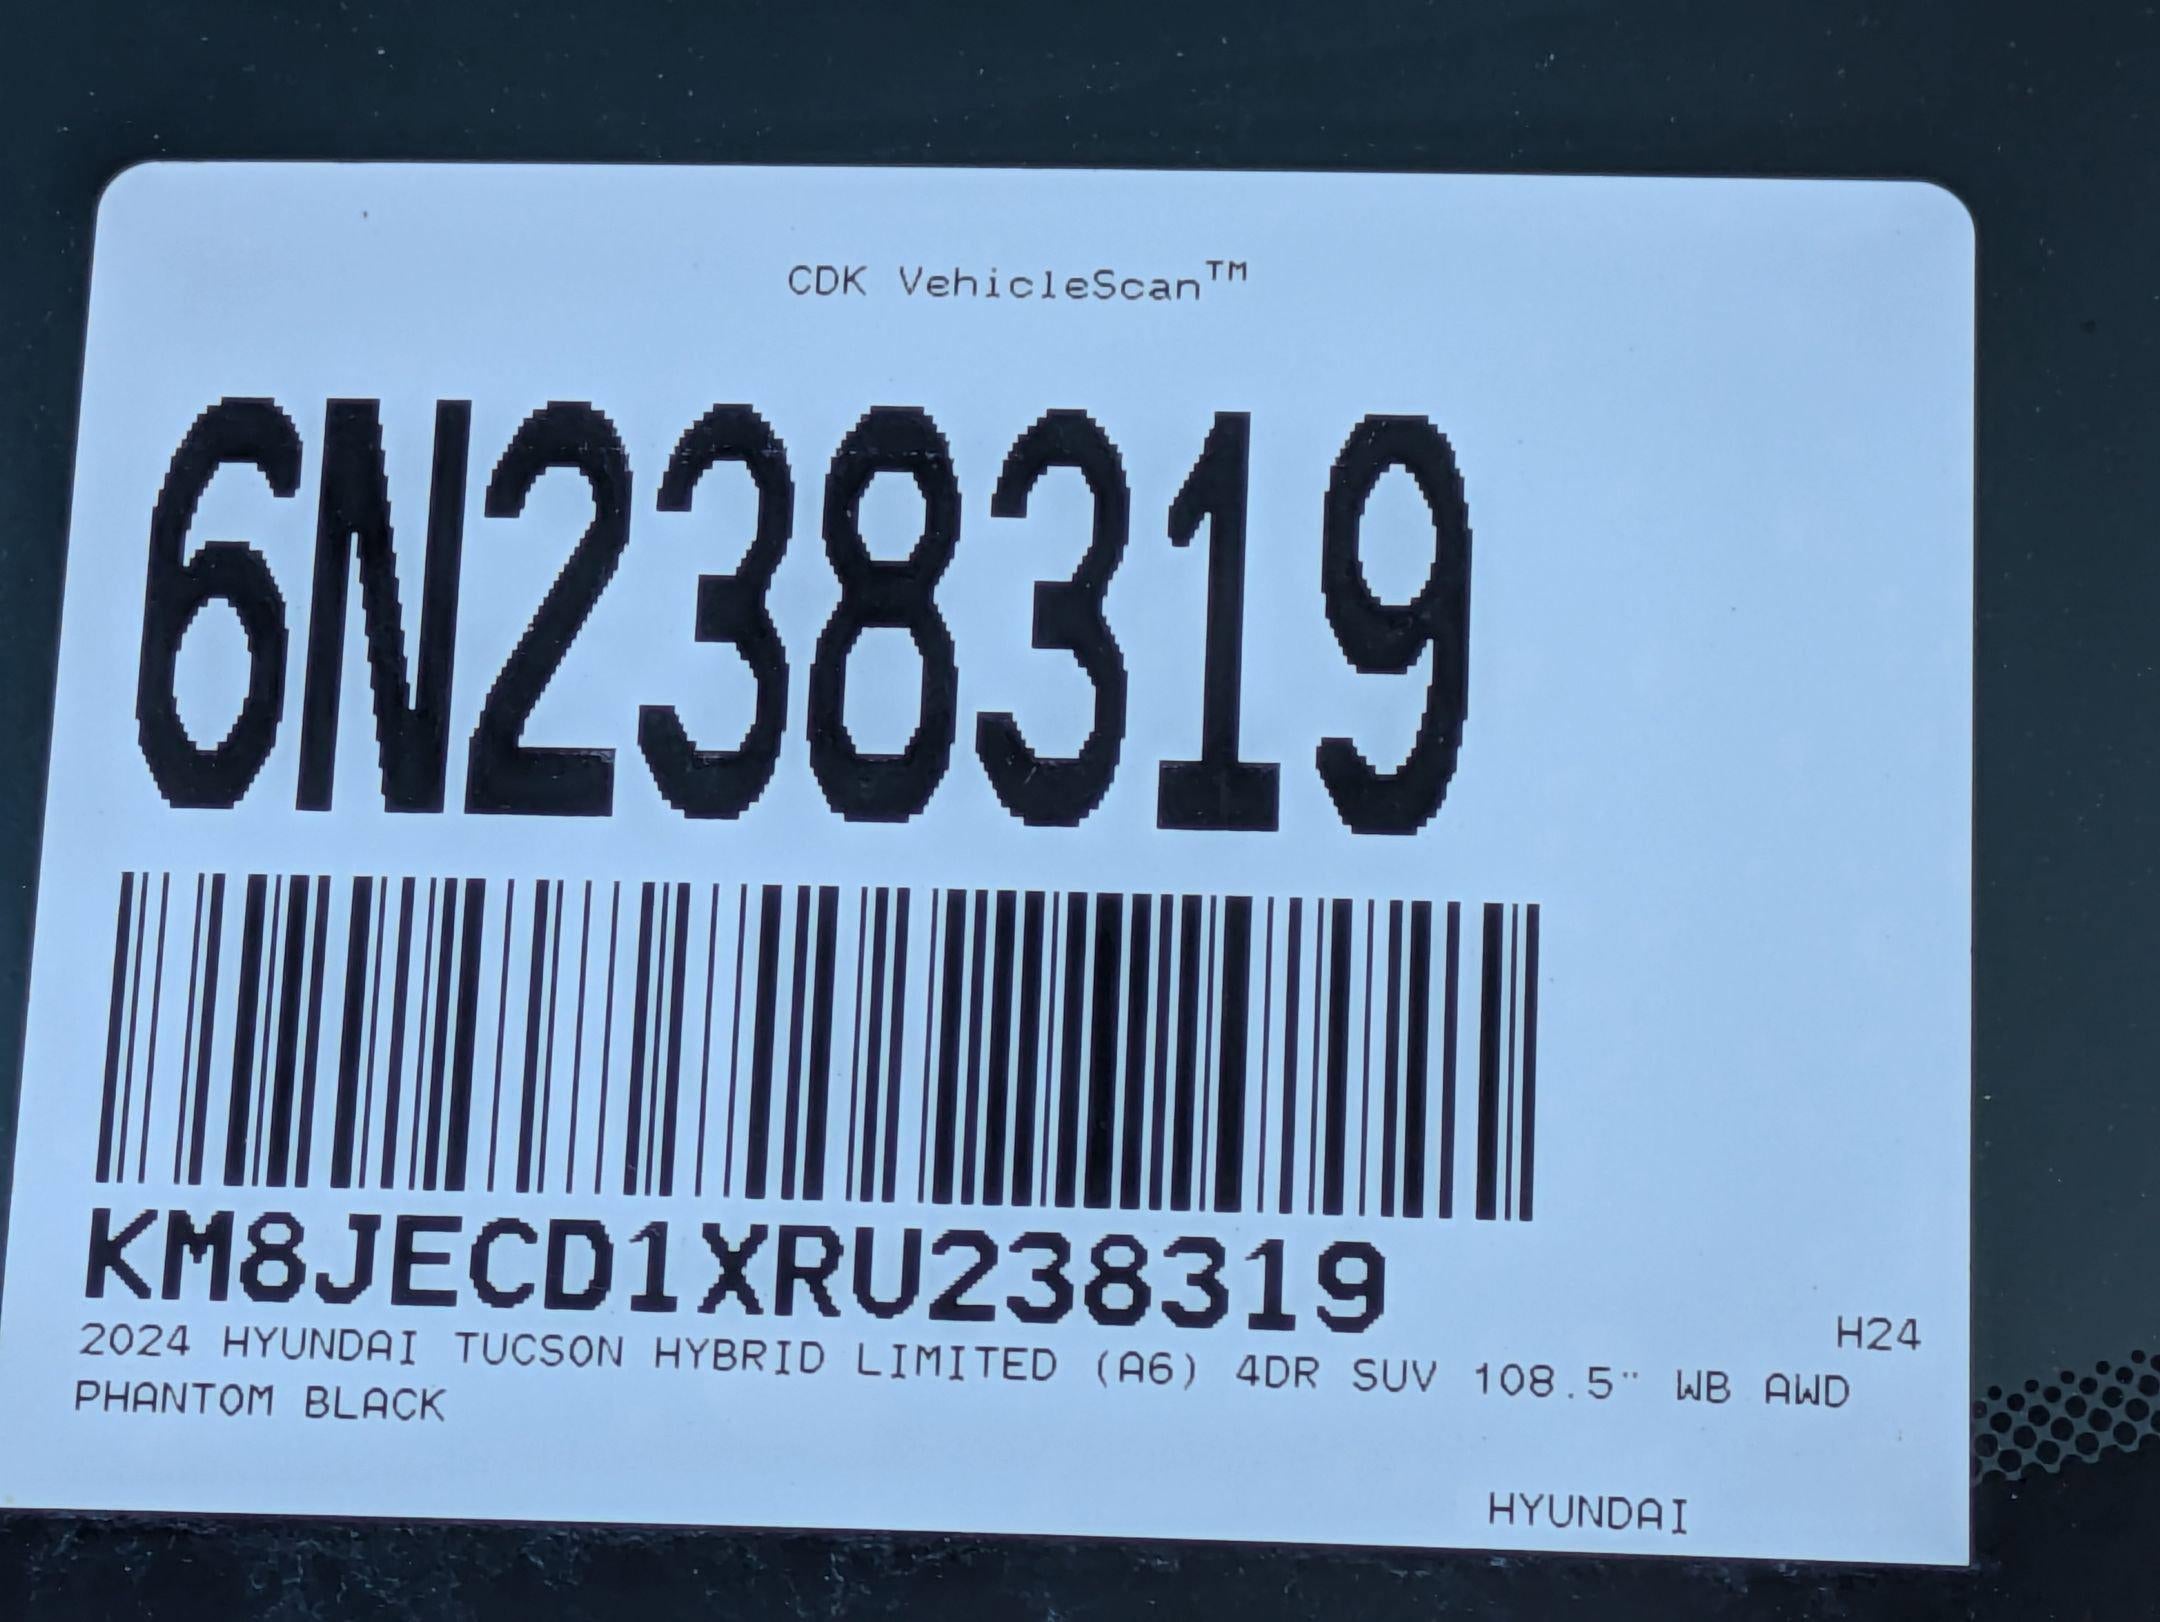 CDK VehicleScan™
6N238319
KM8JECD1XRU238319
H24
2024 HYUNDAI TUCSON HYBRID LIMITED (A6) 4DR SUV 108.5" WB AWD
PHANTOM BLACK
HYUNDAI